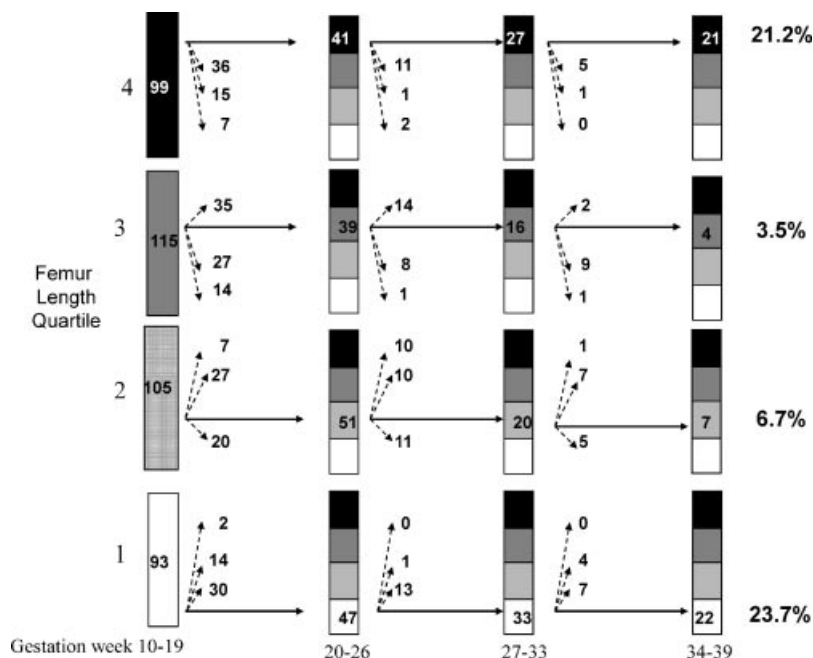 41 27 21 21.2%
36 11 5
4 99 15 1 1
7 2 0
35 14 2
3 115 39 16 4 3.5%
27 8 9
14 1 1
Femur
Length
Quartile
7 10 1
27 10 7
2 105
51 20 7 6.7%
20 11 5
2 0 0
1 93 14 1 4
30 13 7
47 33 22 23.7%
Gestation week 10-19 20-26 27-33 34-39